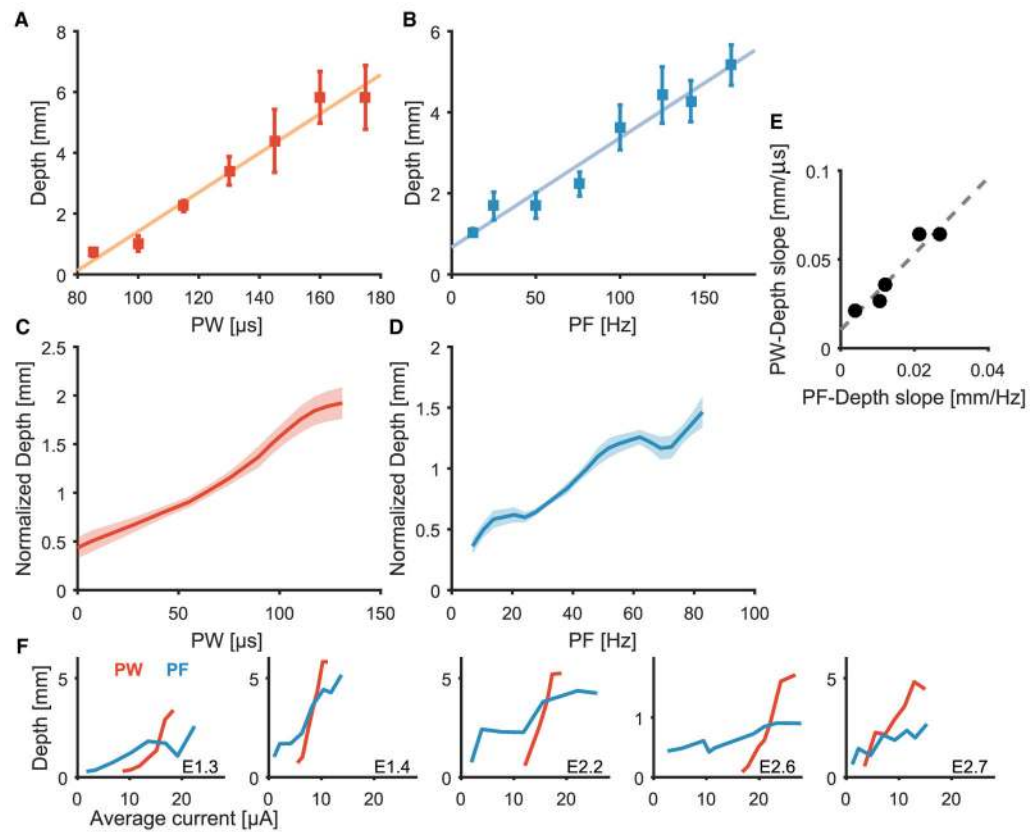 A
8
6
4
2
0
Depth [mm]
80 100 120 140 160 180
PW [µs]
B
6
4
2
0
Depth [mm]
0 50 100 150
PF [Hz]
E
0.1
0.05
0
PW-Depth slope [mm/µs]
0 0.02 0.04
PF-Depth slope [mm/Hz]
C
2.5
2
1.5
1
0.5
0
Normalized Depth [mm]
0 50 100 150
PW [µs]
D
2
1.5
1
0.5
0
Normalized Depth [mm]
0 20 40 60 80 100
PF [Hz]
F
PW PF
Depth [mm]
5
0
E1.3
0 10 20
Average current [µA]
5
0
E1.4
0 10 20
5
0
E2.2
0 10 20
1
0
E2.6
0 10 20
5
0
E2.7
0 10 20